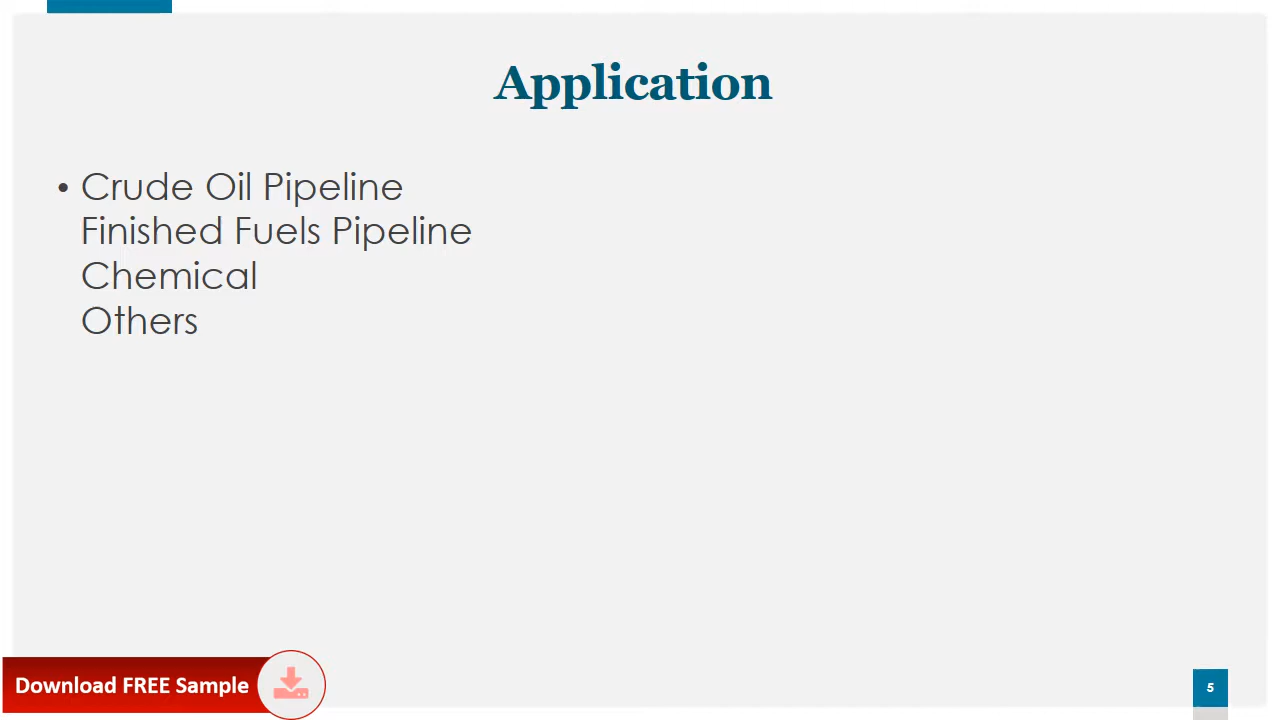 Application
• Crude Oil Pipeline
Finished Fuels Pipeline
Chemical
Others
Download FREE Sample
5